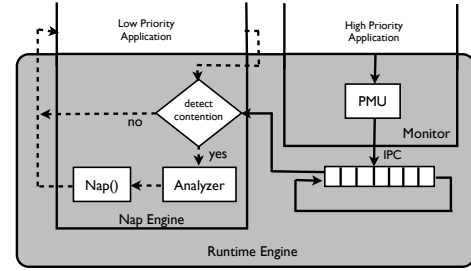 Low Priority
Application
High Priority
Application
detect
contention
PMU
no
Monitor
yes
IPC
Nap()
Analyzer
Nap Engine
Runtime Engine